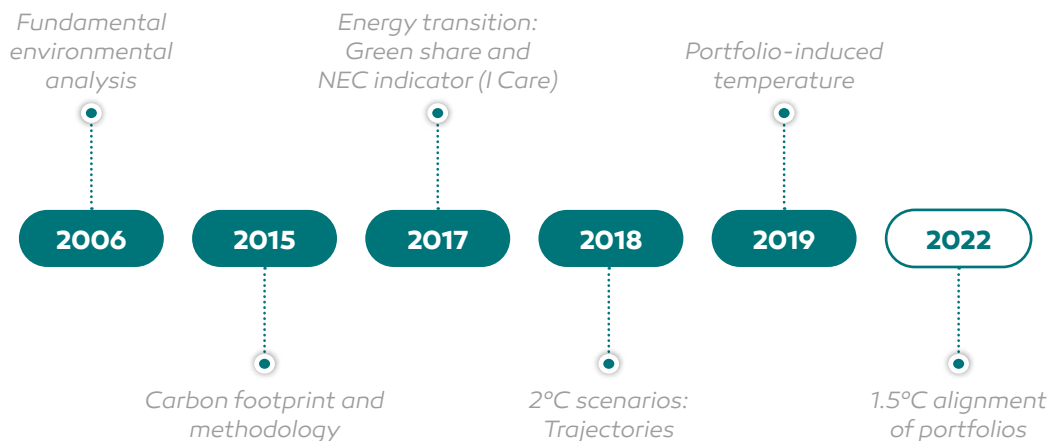 Fundamental
environmental
analysis
Energy transition:
Green share and
NEC indicator (I Care)
Portfolio-induced
temperature
2006
2015
2017
2018
2019
2022
Carbon footprint and
methodology
2°C scenarios:
Trajectories
1.5°C alignment
of portfolios